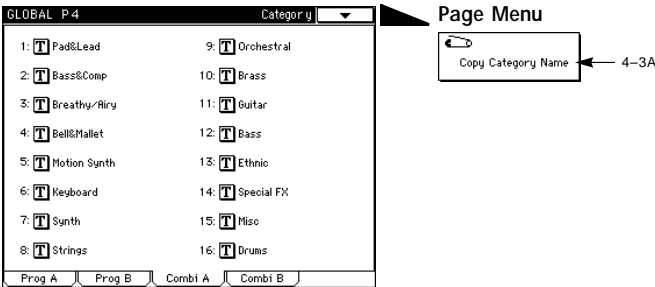 GLOBAL P4 Category
1: T Pad&Lead
2: T Bass&Comp
3: T Breathy/Airy
4: T Bell&Mallet
5: T Motion Synth
6: T Keyboard
7: T Synth
8: T Strings
9: T Orchestral
10: T Brass
11: T Guitar
12: T Bass
13: T Ethnic
14: T Special FX
15: T Misc
16: T Drums
Prog A Prog B Combi A Combi B
Page Menu
Copy Category Name
4–3A